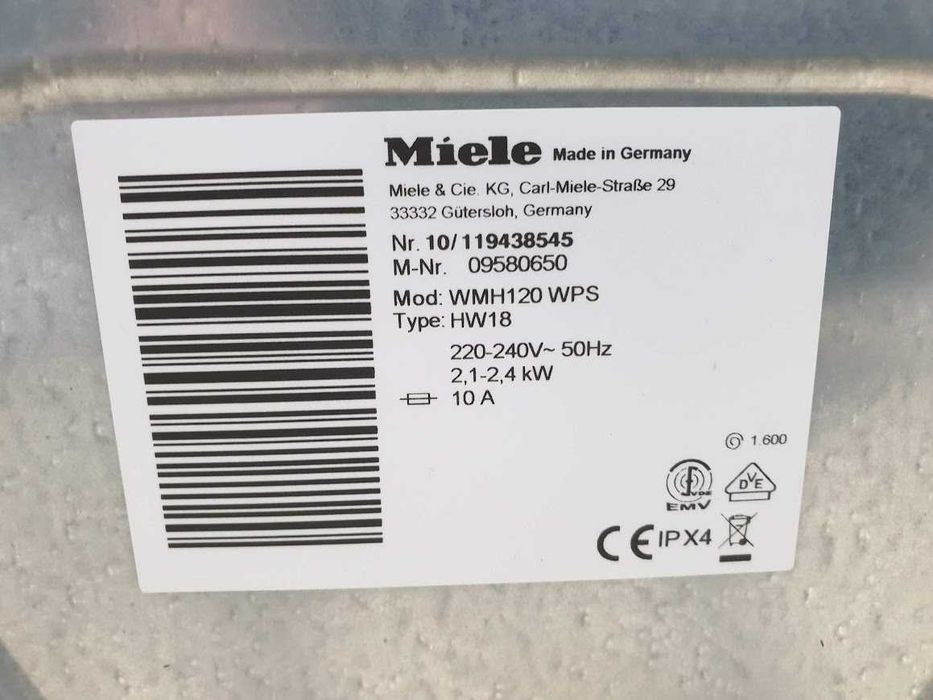 Miele Made in Germany
Miele & Cie. KG, Carl-Miele-Straße 29
33332 Gütersloh, Germany
Nr. 10/119438545
M-Nr. 09580650
Mod: WMH120 WPS
Type: HW18
220-240V~ 50Hz
2,1-2,4 kW
10 A
1.600
VDE
DVE
EMV
CE IPX4